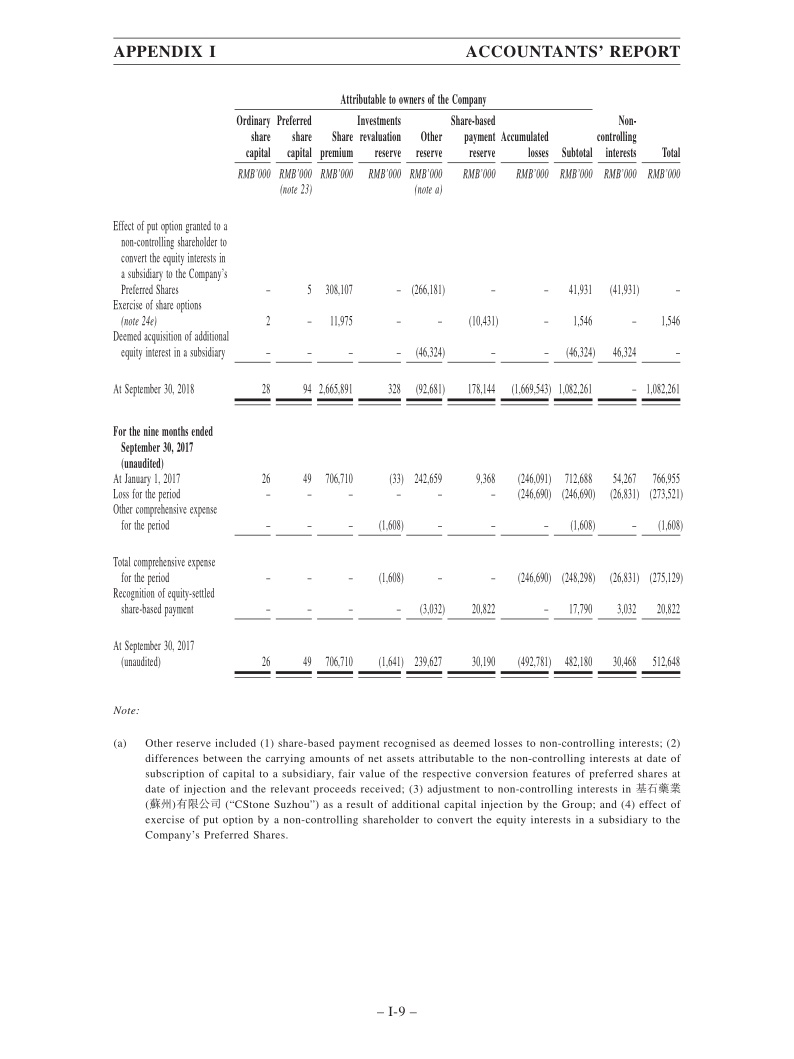 APPENDIX I ACCOUNTANTS’ REPORT
Attributable to owners of the Company
Ordinary Preferred Investments Share-based Non-
share share Share revaluation Other payment Accumulated controlling
capital capital premium reserve reserve reserve losses Subtotal interests Total
RMB’000 RMB’000 RMB’000 RMB’000 RMB’000 RMB’000 RMB’000 RMB’000 RMB’000 RMB’000
(note 23) (note a)
Effect of put option granted to a
non-controlling shareholder to
convert the equity interests in
a subsidiary to the Company’s
Preferred Shares – 5 308,107 – (266,181) – – 41,931 (41,931) –
Exercise of share options
(note 24e) 2 – 11,975 – – (10,431) – 1,546 – 1,546
Deemed acquisition of additional
equity interest in a subsidiary – – – – (46,324) – – (46,324) 46,324 –
At September 30, 2018 28 94 2,665,891 328 (92,681) 178,144 (1,669,543) 1,082,261 – 1,082,261
For the nine months ended
September 30, 2017
(unaudited)
At January 1, 2017 26 49 706,710 (33) 242,659 9,368 (246,091) 712,688 54,267 766,955
Loss for the period – – – – – – (246,690) (246,690) (26,831) (273,521)
Other comprehensive expense
for the period – – – (1,608) – – – (1,608) – (1,608)
Total comprehensive expense
for the period – – – (1,608) – – (246,690) (248,298) (26,831) (275,129)
Recognition of equity-settled
share-based payment – – – – (3,032) 20,822 – 17,790 3,032 20,822
At September 30, 2017
(unaudited) 26 49 706,710 (1,641) 239,627 30,190 (492,781) 482,180 30,468 512,648
Note:
(a) Other reserve included (1) share-based payment recognised as deemed losses to non-controlling interests; (2)
differences between the carrying amounts of net assets attributable to the non-controlling interests at date of
subscription of capital to a subsidiary, fair value of the respective conversion features of preferred shares at
date of injection and the relevant proceeds received; (3) adjustment to non-controlling interests in 基石藥業
(蘇州)有限公司 (“CStone Suzhou”) as a result of additional capital injection by the Group; and (4) effect of
exercise of put option by a non-controlling shareholder to convert the equity interests in a subsidiary to the
Company’s Preferred Shares.
– I-9 –